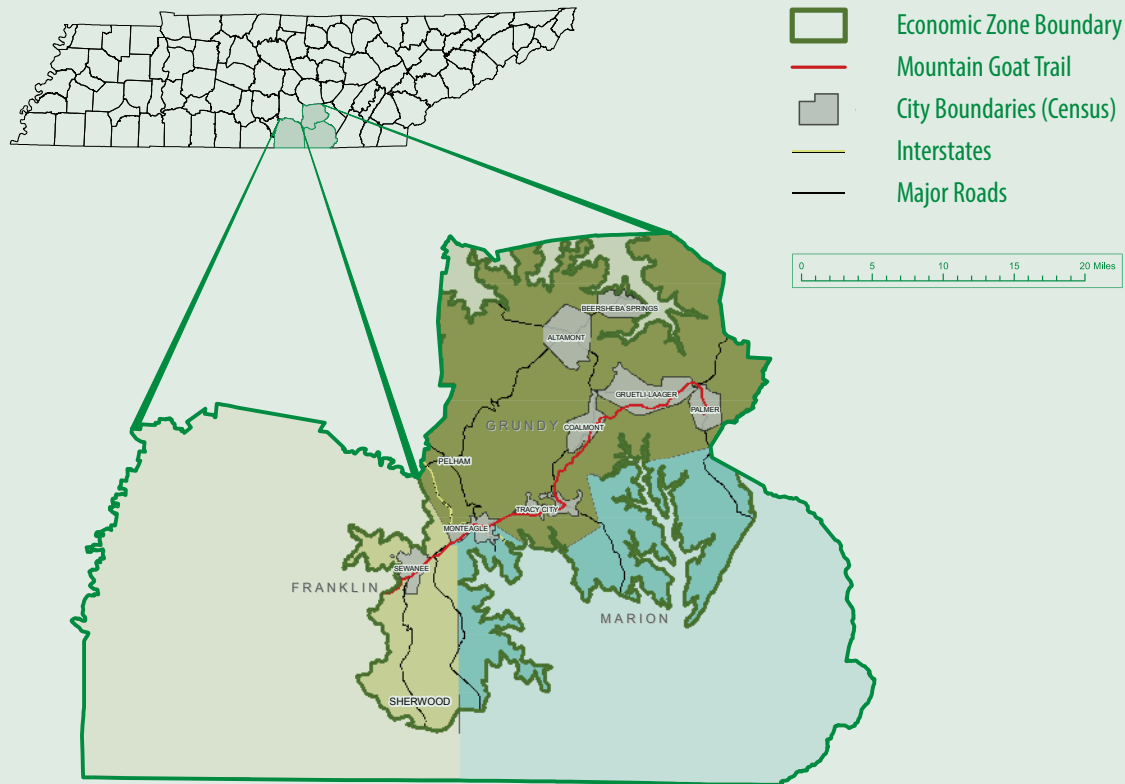 Economic Zone Boundary
Mountain Goat Trail
City Boundaries (Census)
Interstates
Major Roads
0 5 10 15 20 Miles
BEERSHEBA SPRINGS
ALTAMONT
GRUETLI-LAAGER
PALMER
GRUNDY
COALMONT
PELHAM
TRACY CITY
MONTEAGLE
SEWANEE
FRANKLIN
MARION
SHERWOOD